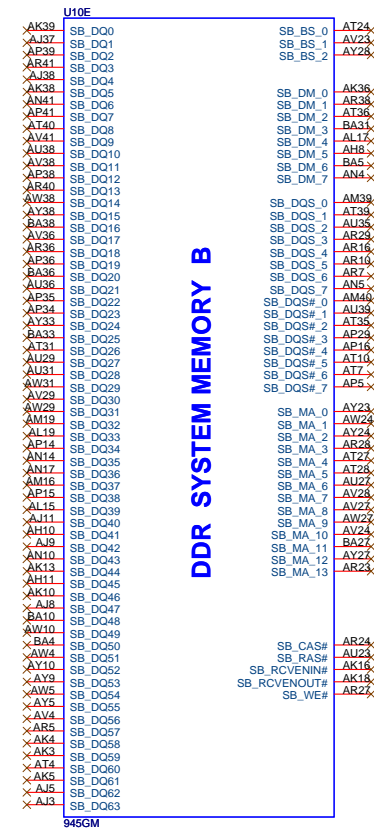 U10E
AK39 SB_DQ0
AJ37 SB_DQ1
AP39 SB_DQ2
AR41 SB_DQ3
AJ38 SB_DQ4
AK38 SB_DQ5
AN41 SB_DQ6
AP41 SB_DQ7
AT40 SB_DQ8
AV41 SB_DQ9
AU38 SB_DQ10
AV38 SB_DQ11
AP38 SB_DQ12
AR40 SB_DQ13
AW38 SB_DQ14
AY38 SB_DQ15
BA38 SB_DQ16
AV36 SB_DQ17
AR36 SB_DQ18
AP36 SB_DQ19
BA36 SB_DQ20
AU36 SB_DQ21
AP35 SB_DQ22
AP34 SB_DQ23
AY33 SB_DQ24
BA33 SB_DQ25
AT31 SB_DQ26
AU29 SB_DQ27
AU31 SB_DQ28
AW31 SB_DQ29
AV29 SB_DQ30
AW29 SB_DQ31
AM19 SB_DQ32
AL19 SB_DQ33
AP14 SB_DQ34
AN14 SB_DQ35
AN17 SB_DQ36
AM16 SB_DQ37
AP15 SB_DQ38
AL15 SB_DQ39
AJ11 SB_DQ40
AH10 SB_DQ41
AJ9 SB_DQ42
AN10 SB_DQ43
AK13 SB_DQ44
AH11 SB_DQ45
AK10 SB_DQ46
AJ8 SB_DQ47
BA10 SB_DQ48
AW10 SB_DQ49
BA4 SB_DQ50
AW4 SB_DQ51
AY10 SB_DQ52
AY9 SB_DQ53
AW5 SB_DQ54
AY5 SB_DQ55
AV4 SB_DQ56
AR5 SB_DQ57
AK4 SB_DQ58
AK3 SB_DQ59
AT4 SB_DQ60
AK5 SB_DQ61
AJ5 SB_DQ62
AJ3 SB_DQ63
DDR SYSTEM MEMORY B
SB_BS_0 AT24
SB_BS_1 AV23
SB_BS_2 AY28
SB_DM_0 AK36
SB_DM_1 AR38
SB_DM_2 AT36
SB_DM_3 BA31
SB_DM_4 AL17
SB_DM_5 AH8
SB_DM_6 BA5
SB_DM_7 AN4
SB_DQS_0 AM39
SB_DQS_1 AT39
SB_DQS_2 AU35
SB_DQS_3 AR29
SB_DQS_4 AR16
SB_DQS_5 AR10
SB_DQS_6 AR7
SB_DQS_7 AN5
SB_DQS#_0 AM40
SB_DQS#_1 AU39
SB_DQS#_2 AT35
SB_DQS#_3 AP29
SB_DQS#_4 AP16
SB_DQS#_5 AT10
SB_DQS#_6 AT7
SB_DQS#_7 AP5
SB_MA_0 AY23
SB_MA_1 AW24
SB_MA_2 AY24
SB_MA_3 AR28
SB_MA_4 AT27
SB_MA_5 AT28
SB_MA_6 AU27
SB_MA_7 AV28
SB_MA_8 AV27
SB_MA_9 AW27
SB_MA_10 AV24
SB_MA_11 BA27
SB_MA_12 AY27
SB_MA_13 AR23
SB_CAS# AR24
SB_RAS# AU23
SB_RCVENIN# AK16
SB_RCVENOUT# AK18
SB_WE# AR27
945GM